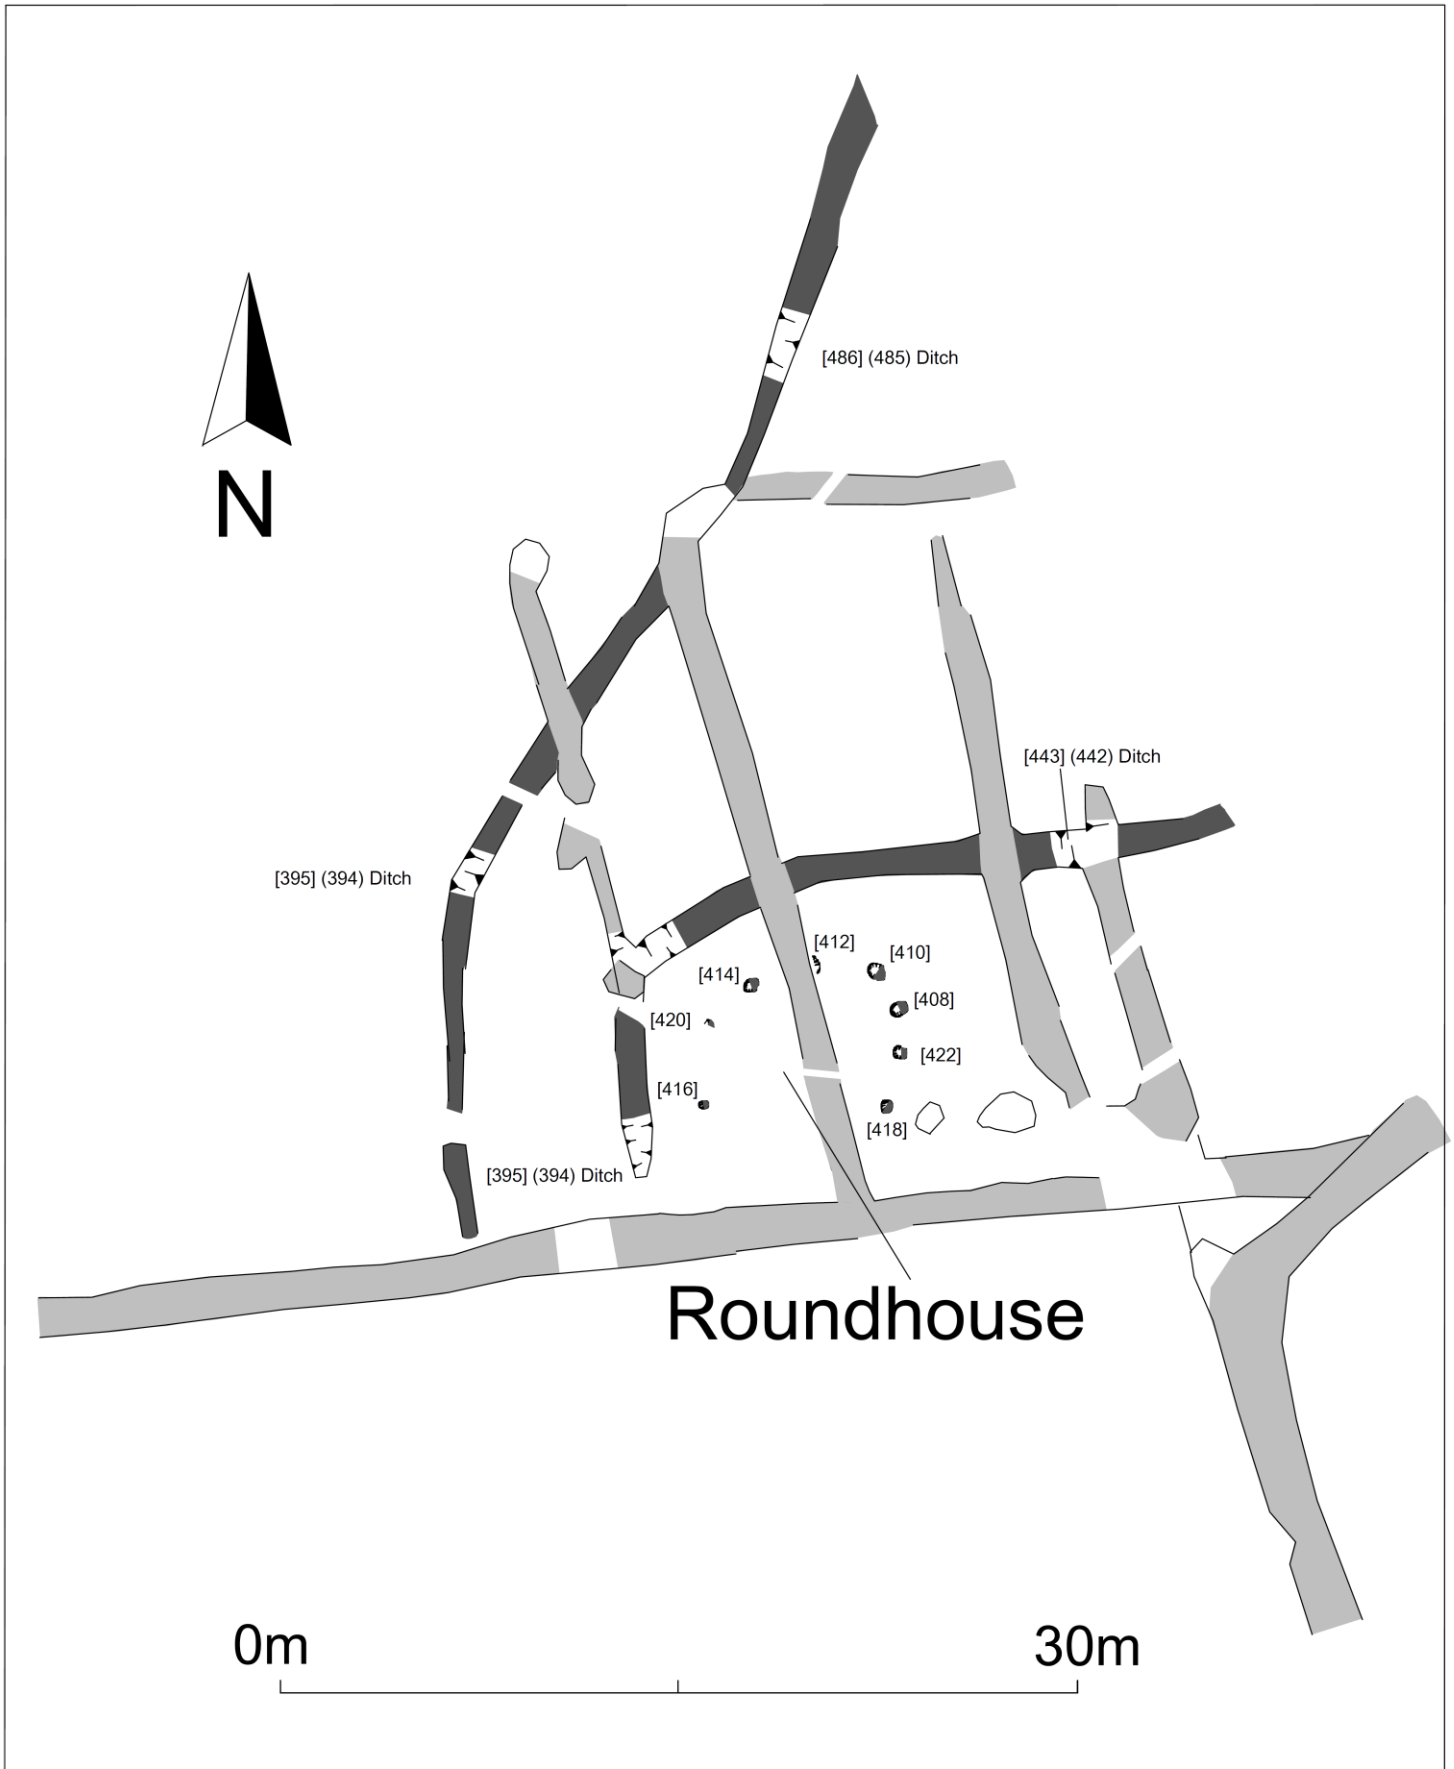 [486] (485) Ditch
N
[443] (442) Ditch
[395] (394) Ditch
[412]
[410]
[414]
[408]
[420]
[422]
[416]
[418]
[395] (394) Ditch
Roundhouse
0m
30m